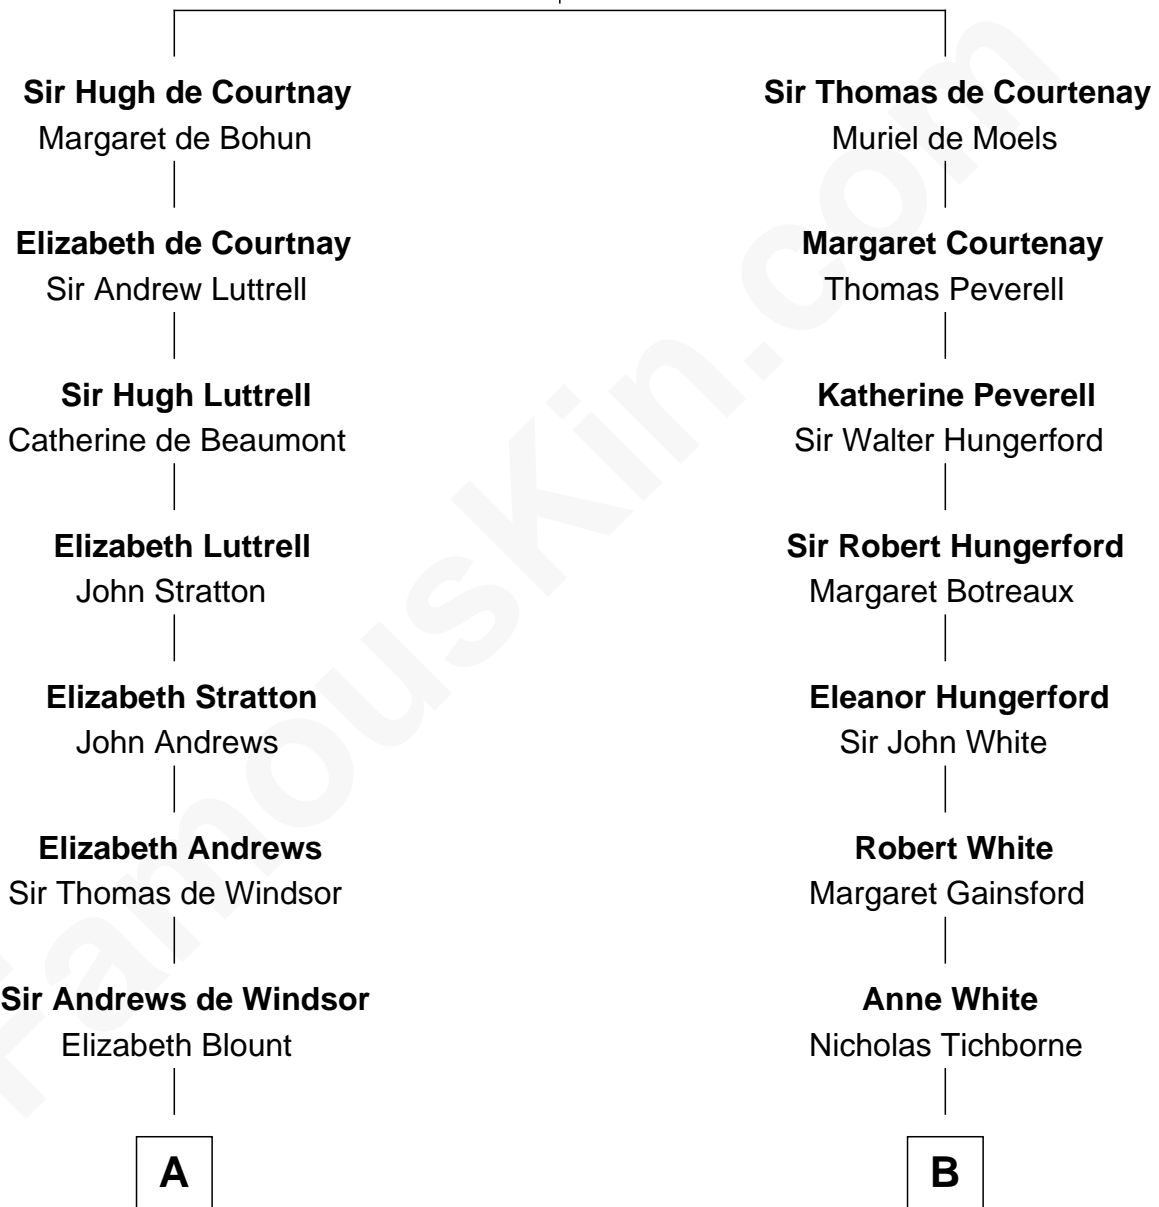 Sir Hugh de Courtnay
Margaret de Bohun
Elizabeth de Courtnay
Sir Andrew Luttrell
Sir Hugh Luttrell
Catherine de Beaumont
Elizabeth Luttrell
John Stratton
Elizabeth Stratton
John Andrews
Elizabeth Andrews
Sir Thomas de Windsor
Sir Andrews de Windsor
Elizabeth Blount
A
Sir Thomas de Courtenay
Muriel de Moels
Margaret Courtenay
Thomas Peverell
Katherine Peverell
Sir Walter Hungerford
Sir Robert Hungerford
Margaret Botreaux
Eleanor Hungerford
Sir John White
Robert White
Margaret Gainsford
Anne White
Nicholas Tichborne
B
FamousKin.com